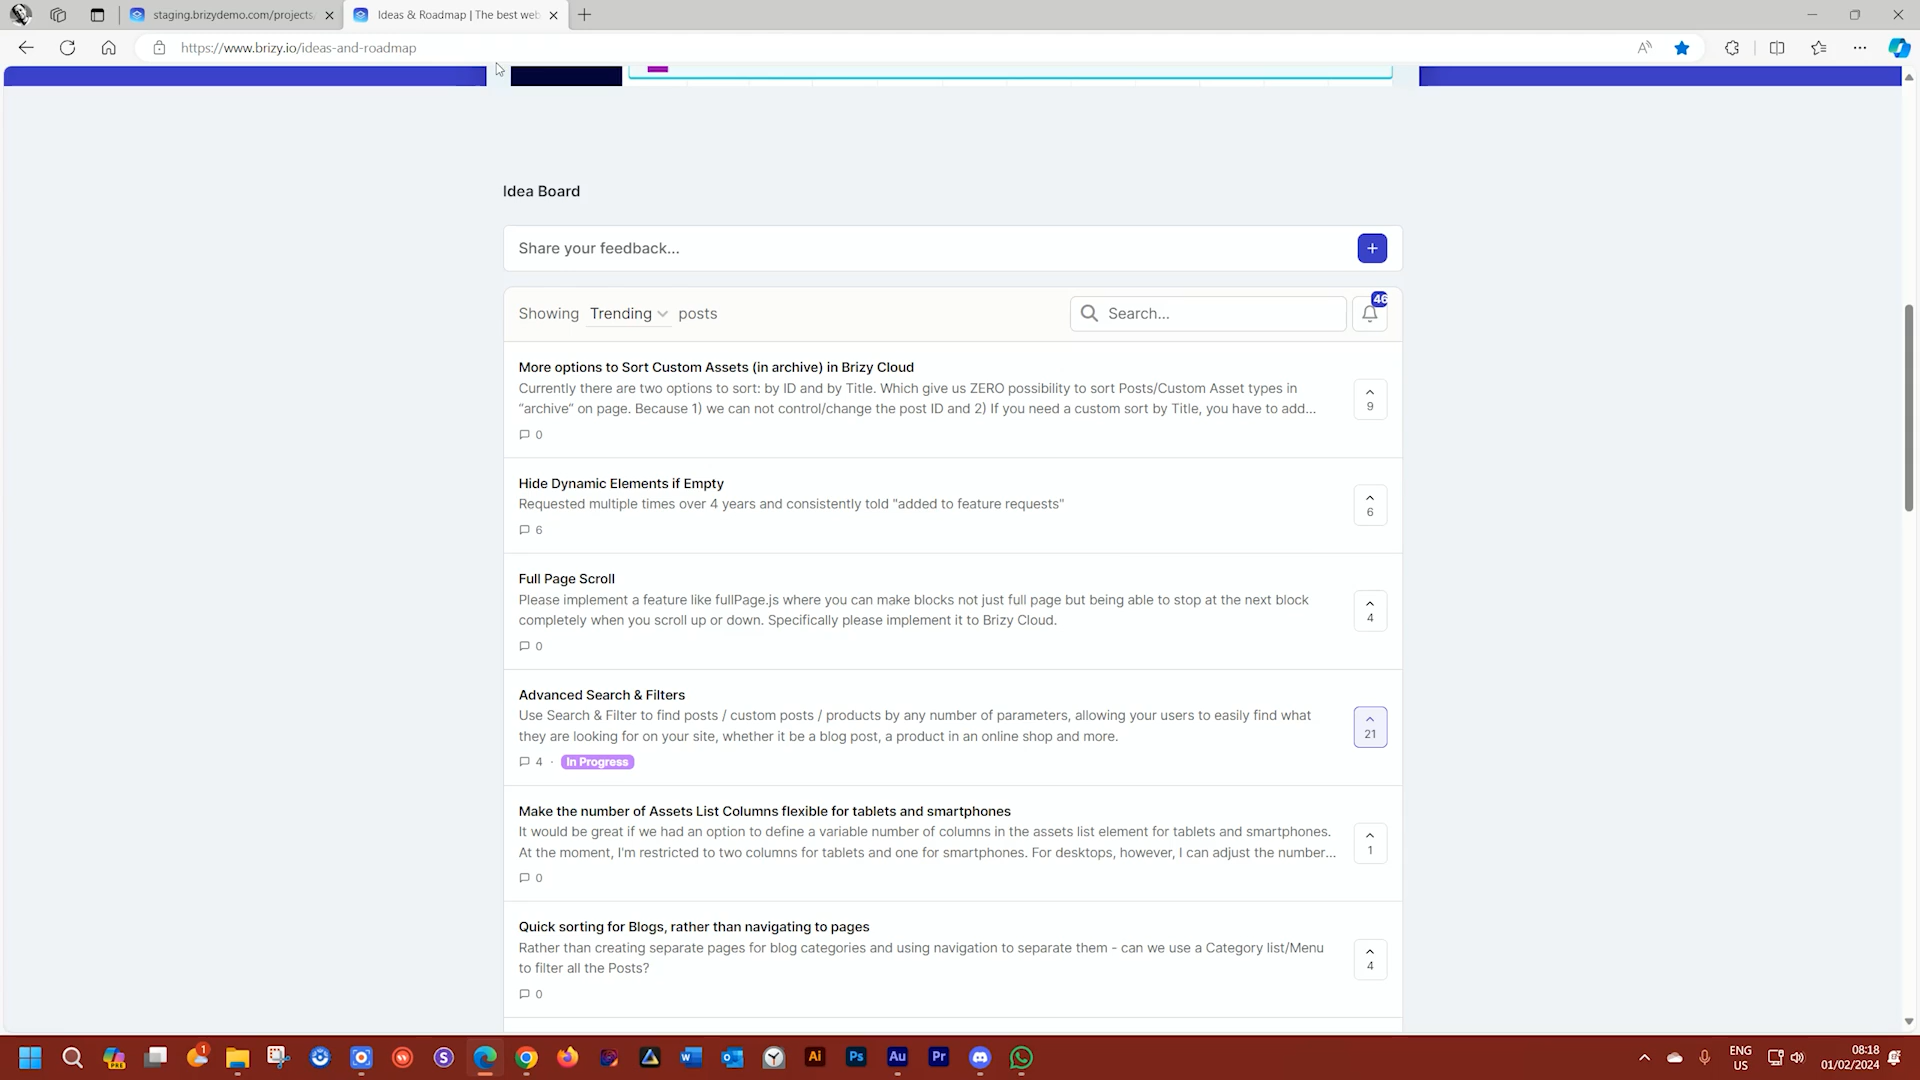 staging.brizydemo.com/projects/
Ideas & Roadmap | The best web
https://www.brizy.io/ideas-and-roadmap
Idea Board
Share your feedback...
Showing Trending posts
Search...
46
More options to Sort Custom Assets (in archive) in Brizy Cloud
Currently there are two options to sort: by ID and by Title. Which give us ZERO possibility to sort Posts/Custom Asset types in
“archive” on page. Because 1) we can not control/change the post ID and 2) If you need a custom sort by Title, you have to add...
9
0
Hide Dynamic Elements if Empty
Requested multiple times over 4 years and consistently told "added to feature requests"
6
6
Full Page Scroll
Please implement a feature like fullPage.js where you can make blocks not just full page but being able to stop at the next block
completely when you scroll up or down. Specifically please implement it to Brizy Cloud.
4
0
Advanced Search & Filters
Use Search & Filter to find posts / custom posts / products by any number of parameters, allowing your users to easily find what
they are looking for on your site, whether it be a blog post, a product in an online shop and more.
21
4 · In Progress
Make the number of Assets List Columns flexible for tablets and smartphones
It would be great if we had an option to define a variable number of columns in the assets list element for tablets and smartphones.
At the moment, I'm restricted to two columns for tablets and one for smartphones. For desktops, however, I can adjust the number...
1
0
Quick sorting for Blogs, rather than navigating to pages
Rather than creating separate pages for blog categories and using navigation to separate them - can we use a Category list/Menu
to filter all the Posts?
4
0
PRE
1
S
W
Ai
Ps
Au
Pr
ENG
US
08:18
01/02/2024